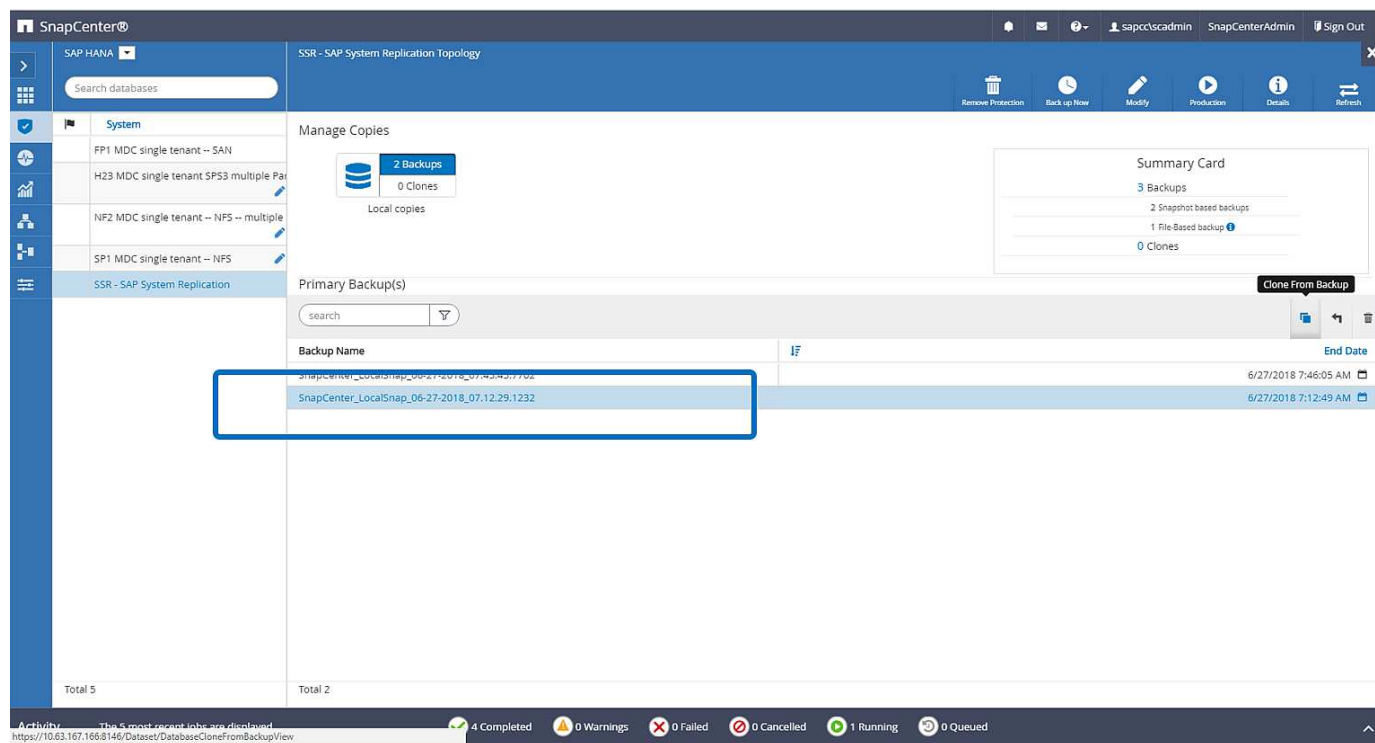 SnapCenter®
sapcc\scadmin SnapCenterAdmin Sign Out
SAP HANA
SSR - SAP System Replication Topology
Search databases
Remove Protection Back up Now Modify Production Details Refresh
System
Manage Copies
FP1 MDC single tenant -- SAN
2 Backups
Summary Card
H23 MDC single tenant SPS3 multiple Par
0 Clones
3 Backups
Local copies
2 Snapshot based backups
NF2 MDC single tenant -- NFS -- multiple
1 File-Based backup
0 Clones
SP1 MDC single tenant -- NFS
SSR - SAP System Replication
Primary Backup(s)
Clone From Backup
search
Backup Name End Date
6/27/2018 7:46:05 AM
SnapCenter_LocalSnap_06-27-2018_07.12.29.1232 6/27/2018 7:12:49 AM
Total 5 Total 2
Activity The 5 most recent jobs are displayed 4 Completed 0 Warnings 0 Failed 0 Cancelled 1 Running 0 Queued
https://10.63.167.166:8146/Dataset/DatabaseCloneFromBackupView